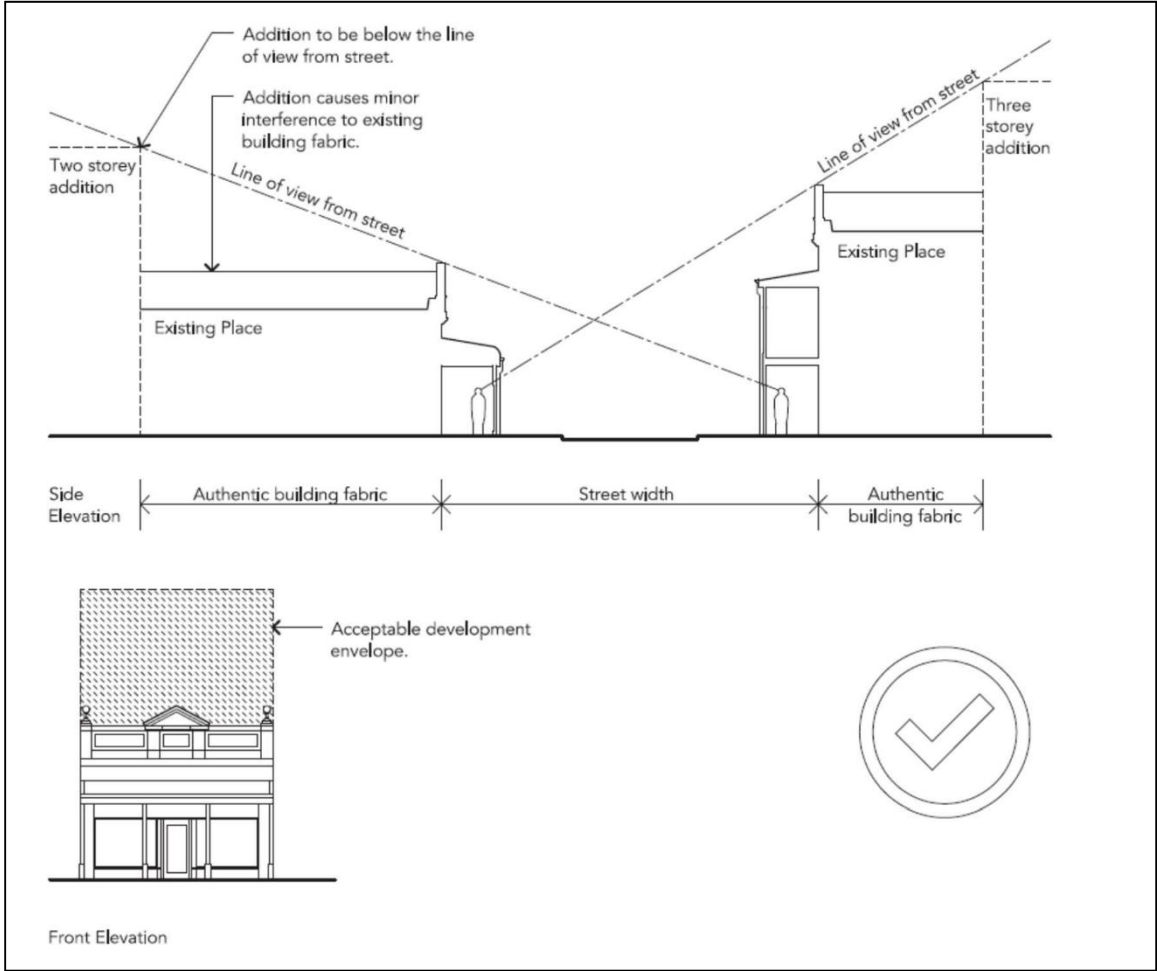 Addition to be below the line
of view from street.
Addition causes minor
interference to existing
building fabric.
Two storey
addition
Line of view from street
Line of view from street
Three
storey
addition
Existing Place
Existing Place
Side
Elevation
Authentic building fabric
Street width
Authentic
building fabric
Acceptable development
envelope.
Front Elevation